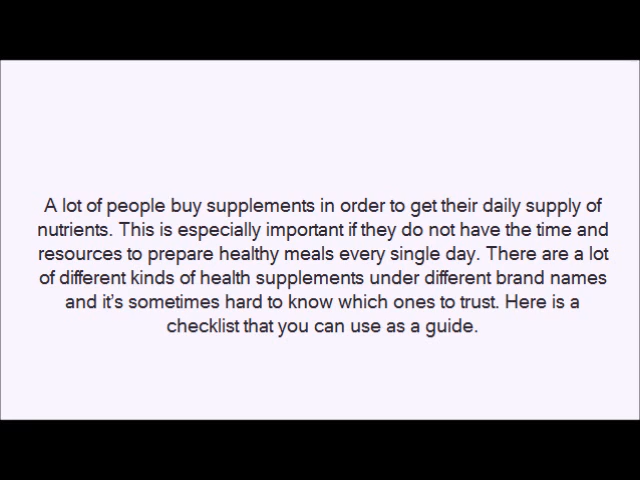 A lot of people buy supplements in order to get their daily supply of
nutrients. This is especially important if they do not have the time and
resources to prepare healthy meals every single day. There are a lot
of different kinds of health supplements under different brand names
and it's sometimes hard to know which ones to trust. Here is a
checklist that you can use as a guide.